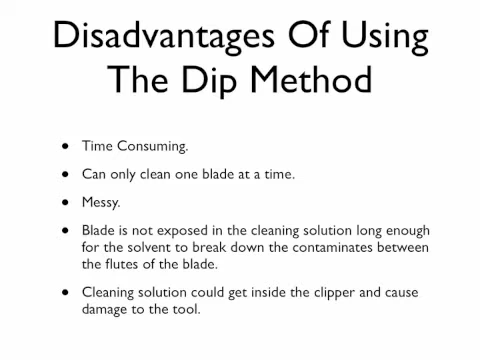 Disadvantages Of Using
The Dip Method
• Time Consuming.
• Can only clean one blade at a time.
• Messy.
• Blade is not exposed in the cleaning solution long enough
for the solvent to break down the contaminates between
the flutes of the blade.
• Cleaning solution could get inside the clipper and cause
damage to the tool.